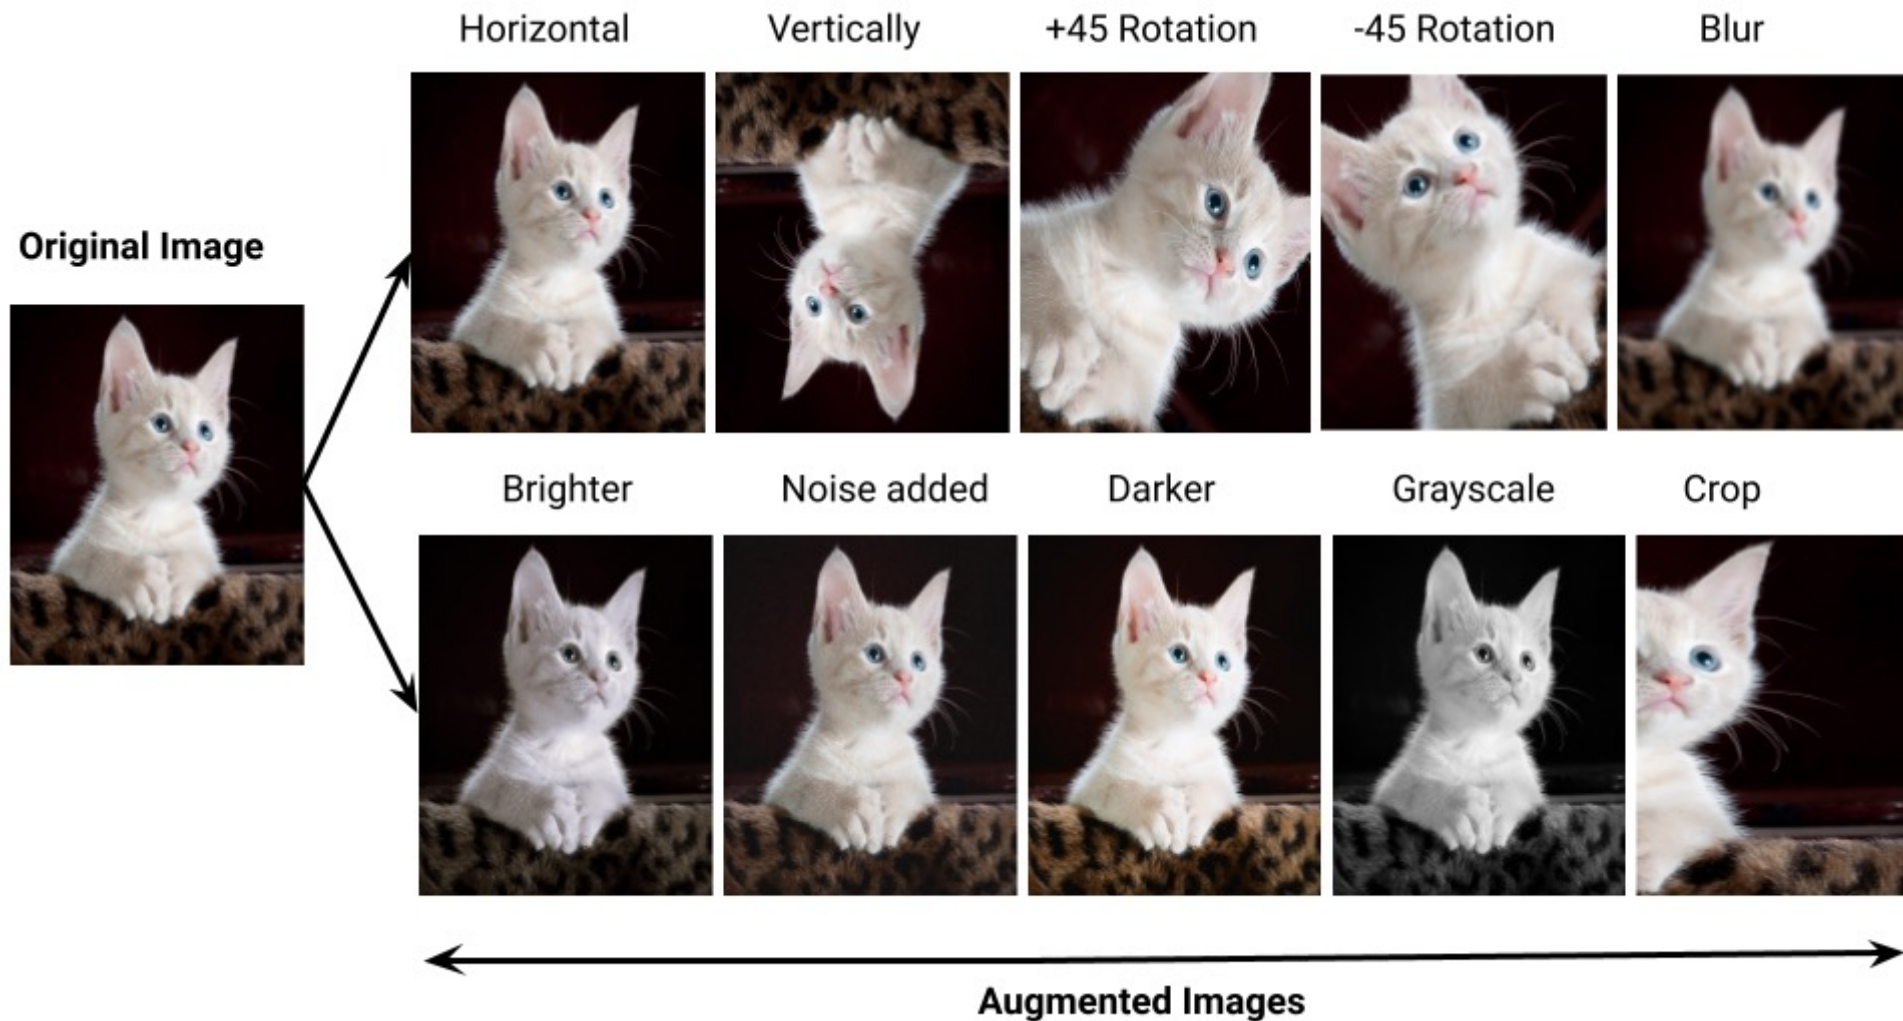 Horizontal
Vertically
+45 Rotation
-45 Rotation
Blur
Original Image
Brighter
Noise added
Darker
Grayscale
Crop
Augmented Images